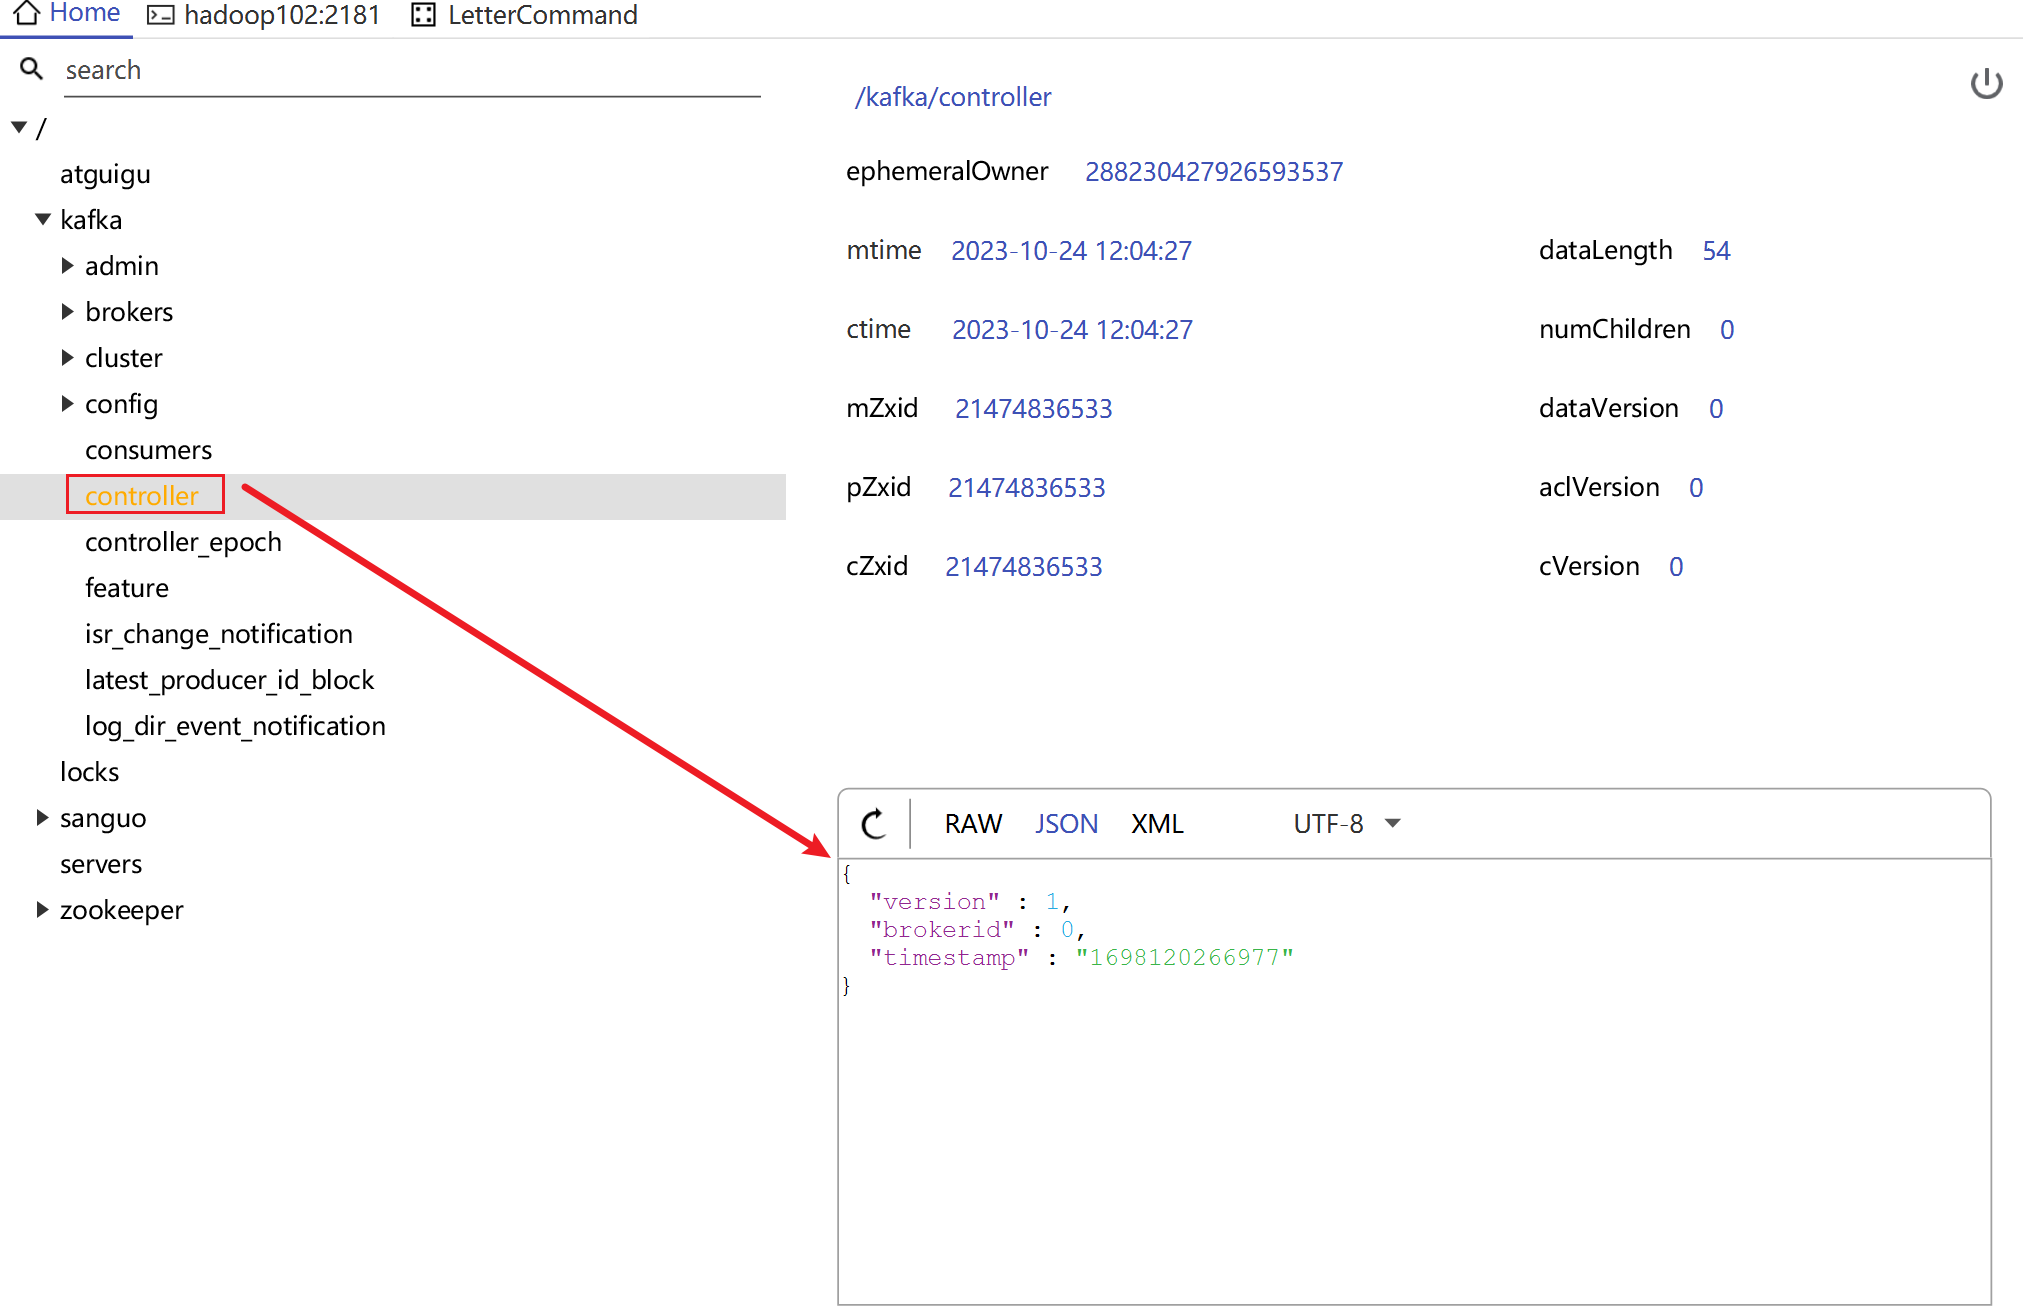 Home hadoop102:2181 LetterCommand
search
/
atguigu
kafka
admin
brokers
cluster
config
consumers
controller
controller_epoch
feature
isr_change_notification
latest_producer_id_block
log_dir_event_notification
locks
sanguo
servers
zookeeper
/kafka/controller
ephemeralOwner 288230427926593537
mtime 2023-10-24 12:04:27 dataLength 54
ctime 2023-10-24 12:04:27 numChildren 0
mZxid 21474836533 dataVersion 0
pZxid 21474836533 aclVersion 0
cZxid 21474836533 cVersion 0
RAW JSON XML UTF-8
{
"version" : 1,
"brokerid" : 0,
"timestamp" : "1698120266977"
}